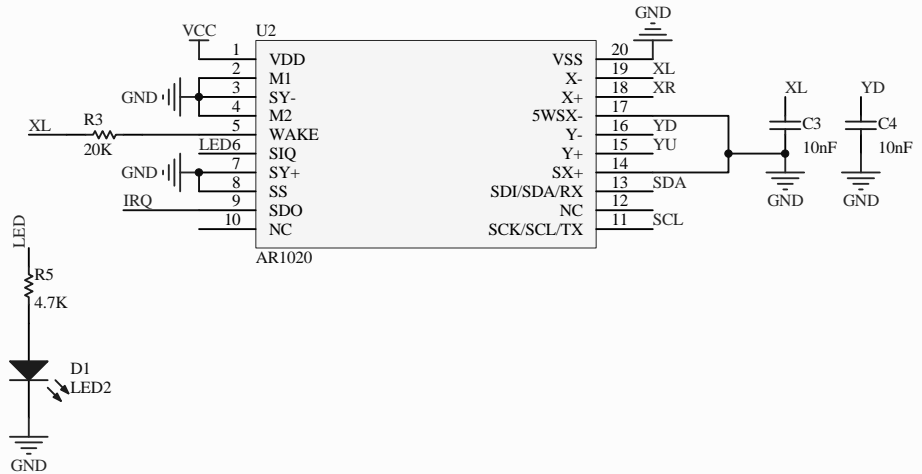 VCC
U2
GND
1 VDD VSS 20
2 M1 X- 19 XL
GND 3 SY- X+ 18 XR
4 M2 5WSX- 17
XL R3 5 WAKE Y- 16 YD
20K
LED 6 SIQ Y+ 15 YU
GND 7 SY+ SX+ 14
8 SS SDI/SDA/RX 13 SDA
IRQ 9 SDO NC 12
10 NC SCK/SCL/TX 11 SCL
AR1020
XL YD
C3 C4
10nF 10nF
GND GND
LED
R5
4.7K
D1
LED2
GND